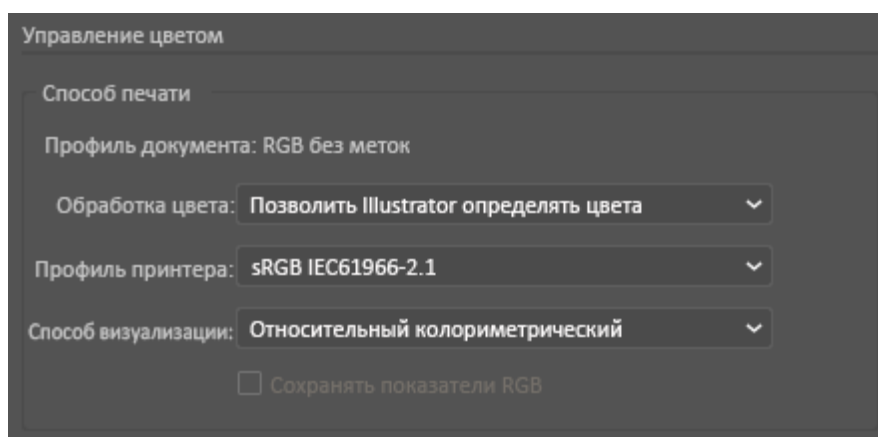 Управление цветом
Способ печати
Профиль документа: RGB без меток
Обработка цвета: Позволить Illustrator определять цвета
Профиль принтера: sRGB IEC61966-2.1
Способ визуализации: Относительный колориметрический
Сохранять показатели RGB